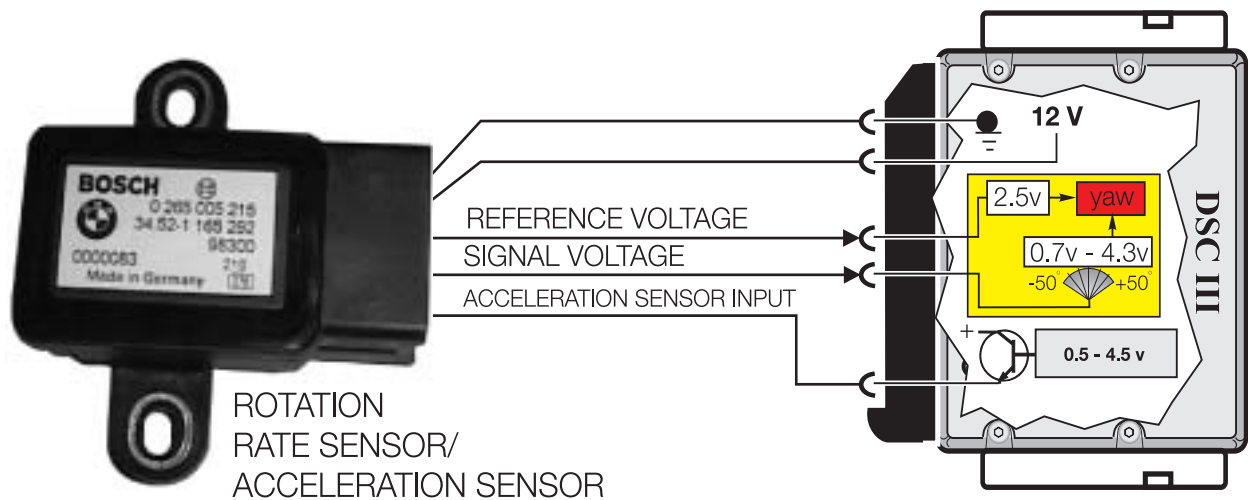 BOSCH
0 265 005 215
34 52-1 165 292
98300
0000083
210
Made in Germany
ROTATION
RATE SENSOR/
ACCELERATION SENSOR
REFERENCE VOLTAGE
SIGNAL VOLTAGE
ACCELERATION SENSOR INPUT
12 V
2.5v
yaw
0.7v - 4.3v
-50° +50°
+
0.5 - 4.5 v
DSC III